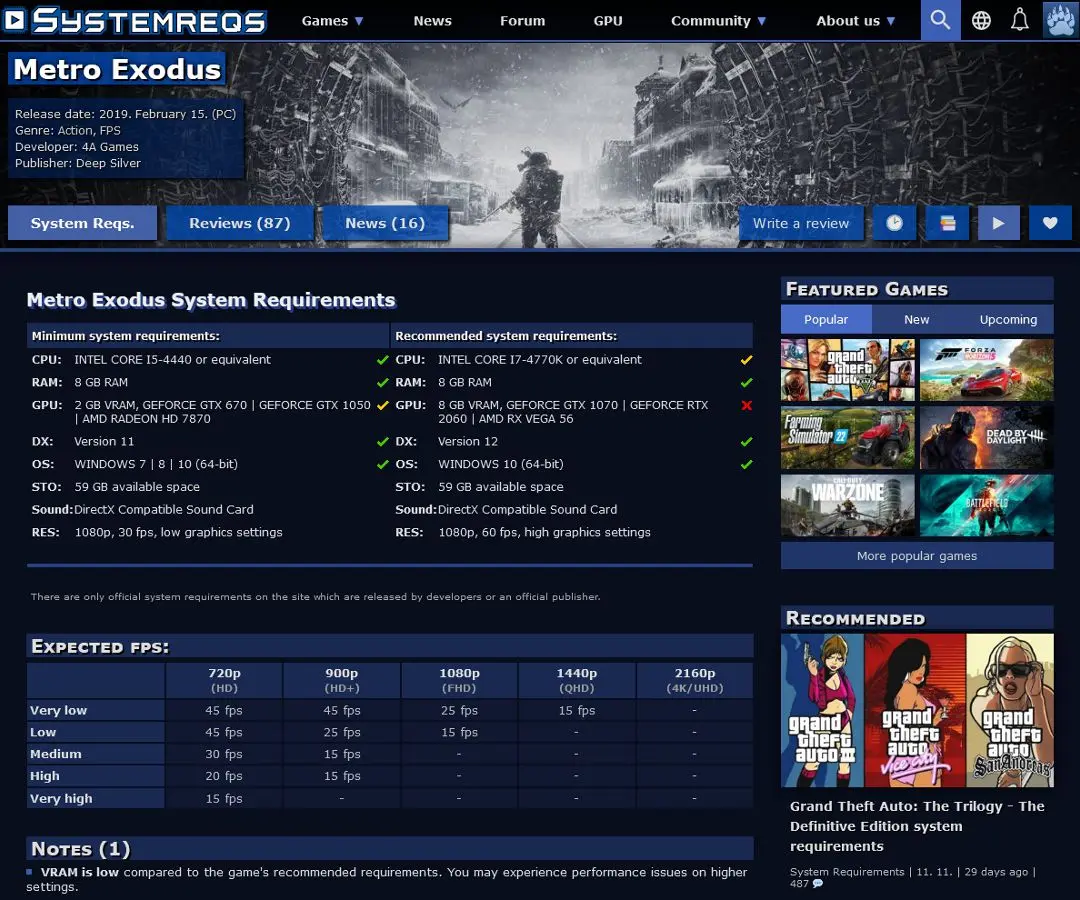 SYSTEMREQS
Games ▼ News Forum GPU Community ▼ About us ▼
Metro Exodus
Release date: 2019. February 15. (PC)
Genre: Action, FPS
Developer: 4A Games
Publisher: Deep Silver
System Reqs. Reviews (87) News (16) Write a review
Metro Exodus System Requirements
Minimum system requirements: Recommended system requirements:
CPU: INTEL CORE I5-4440 or equivalent CPU: INTEL CORE I7-4770K or equivalent
RAM: 8 GB RAM RAM: 8 GB RAM
GPU: 2 GB VRAM, GEFORCE GTX 670 | GEFORCE GTX 1050 GPU: 8 GB VRAM, GEFORCE GTX 1070 | GEFORCE RTX
| AMD RADEON HD 7870 2060 | AMD RX VEGA 56
DX: Version 11 DX: Version 12
OS: WINDOWS 7 | 8 | 10 (64-bit) OS: WINDOWS 10 (64-bit)
STO: 59 GB available space STO: 59 GB available space
Sound: DirectX Compatible Sound Card Sound: DirectX Compatible Sound Card
RES: 1080p, 30 fps, low graphics settings RES: 1080p, 60 fps, high graphics settings
There are only official system requirements on the site which are released by developers or an official publisher.
EXPECTED FPS:
720p 900p 1080p 1440p 2160p
(HD) (HD+) (FHD) (QHD) (4K/UHD)
Very low 45 fps 45 fps 25 fps 15 fps -
Low 45 fps 25 fps 15 fps - -
Medium 30 fps 15 fps - - -
High 20 fps 15 fps - - -
Very high 15 fps - - - -
NOTES (1)
VRAM is low compared to the game's recommended requirements. You may experience performance issues on higher
settings.
FEATURED GAMES
Popular New Upcoming
grand theft auto V
FORZA HORIZON 5
Farming Simulator 22
DEAD BY DAYLIGHT
CALL OF DUTY WARZONE
BATTLEFIELD
More popular games
RECOMMENDED
grand theft auto III
grand theft auto vice city
grand theft auto San Andreas
Grand Theft Auto: The Trilogy - The
Definitive Edition system
requirements
System Requirements | 11. 11. | 29 days ago |
487